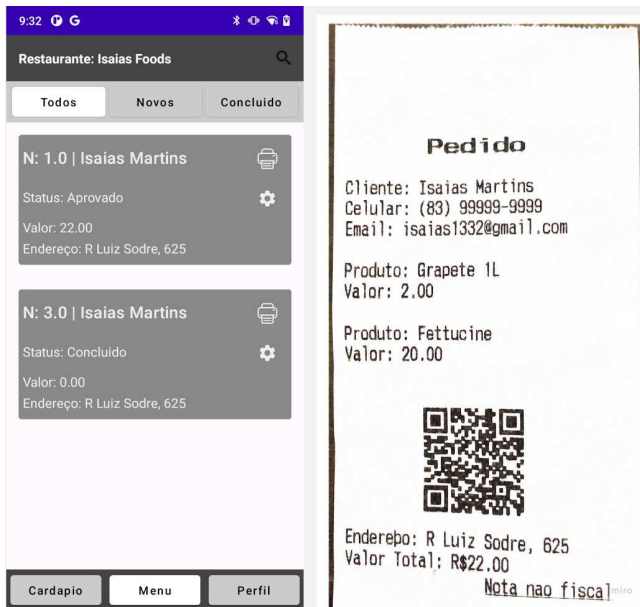 9:32
G
Restaurante: Isaias Foods
Todos
Novos
Concluido
N: 1.0 | Isaias Martins
Status: Aprovado
Valor: 22.00
Endereço: R Luiz Sodre, 625
N: 3.0 | Isaias Martins
Status: Concluido
Valor: 0.00
Endereço: R Luiz Sodre, 625
Cardapio
Menu
Perfil
Pedido
Cliente: Isaias Martins
Celular: (83) 99999-9999
Email: isaias1332@gmail.com
Produto: Grapete 1L
Valor: 2.00
Produto: Fettucine
Valor: 20.00
Endereþo: R Luiz Sodre, 625
Valor Total: R$22.00
Nota nao fiscal
miro